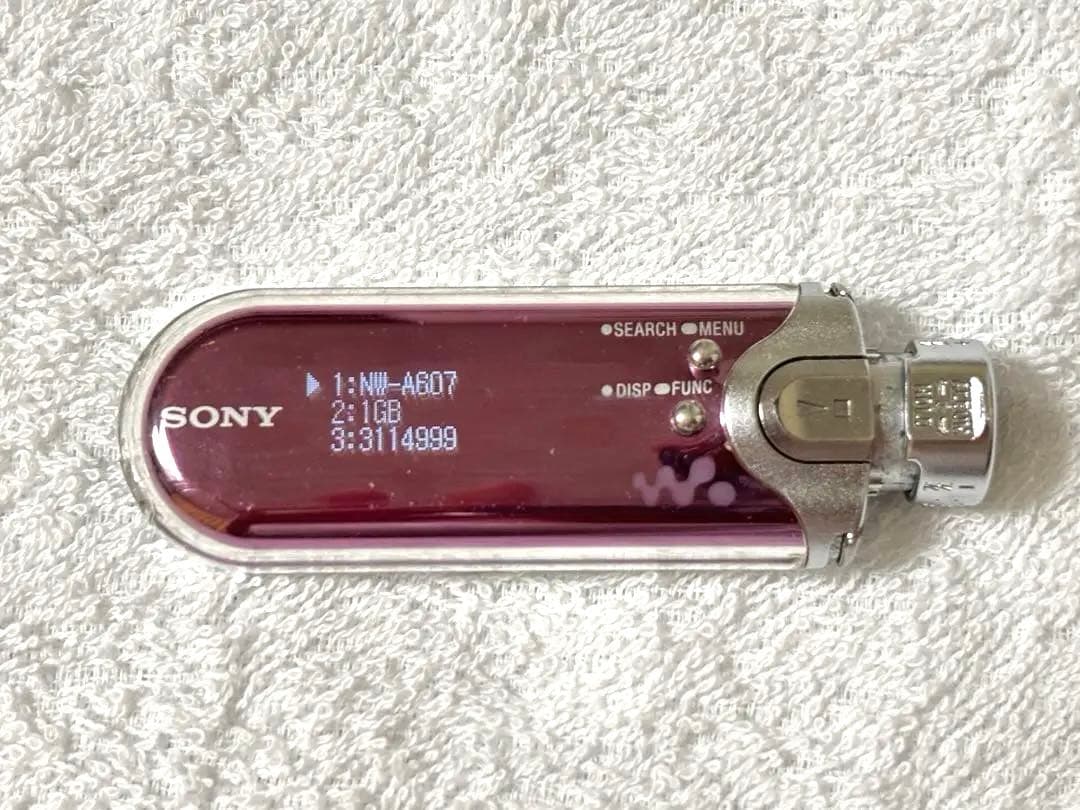 SONY
1:NW-A607
2:1GB
3:3114999
SEARCH MENU
DISP FUNC